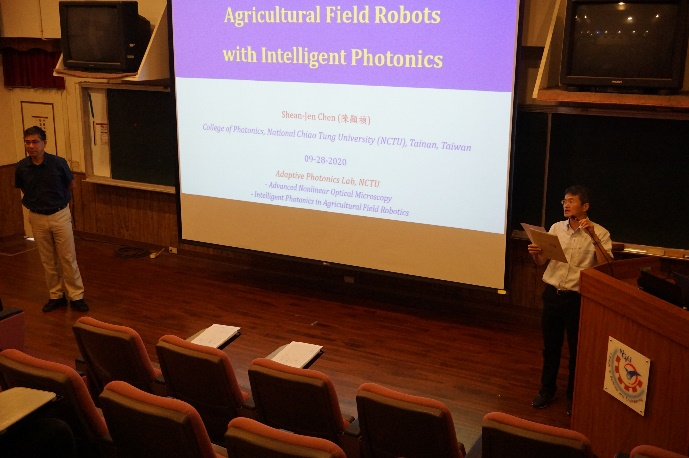 Agricultural Field Robots
with Intelligent Photonics
Shean-Jen Chen (陳顯禎)
College of Photonics, National Chiao Tung University (NCTU), Tainan, Taiwan
09-28-2020
Adaptive Photonics Lab, NCTU
- Advanced Nonlinear Optical Microscopy
- Intelligent Photonics in Agricultural Field Robotics